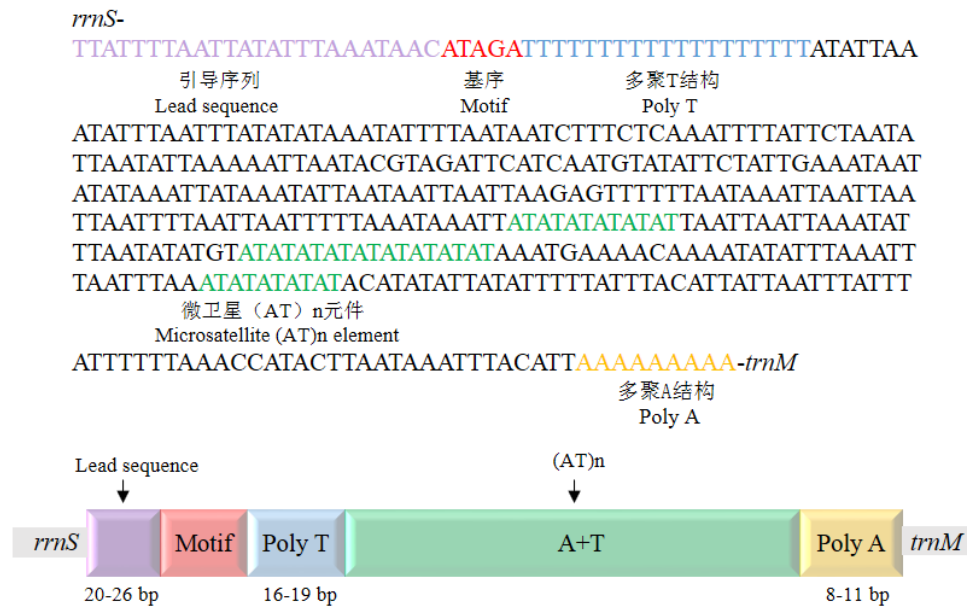 rrnS-
TTATTTTAATTATATTTAAATAACATAGATTTTTTTTTTTTTTTTTTTATATTAA
引导序列 基序 多聚T结构
Lead sequence Motif Poly T
ATATTTAATTTATATATAAATATTTTAATAATCTTTCTCAAATTTTATTCTAATA
TTAATATTAAAAATTAATACGTAGATTCATCAATGTATATTCTATTGAAATAAT
ATATAAATTATAAATATTAATAATTAATTAAGAGTTTTTTAATAAATTAATTAA
TTAATTTTAATTAATTTTTAAATAAATTATATATATATATTTAATTAATTAAATAT
TTAATATATGTATATATATATATATATATAAATGAAAACAAAATATATTTAAATT
TAATTTAAATATATATATACATATATTATATTTTTATTTACATTATTAATTTATTT
微卫星（AT）n元件
Microsatellite (AT)n element
ATTTTTTAAACCATACTTAATAAATTTACATTAAAAAAAAA-trnM
多聚A结构
Poly A
Lead sequence (AT)n
rrnS Motif Poly T A+T Poly A trnM
20-26 bp 16-19 bp 8-11 bp